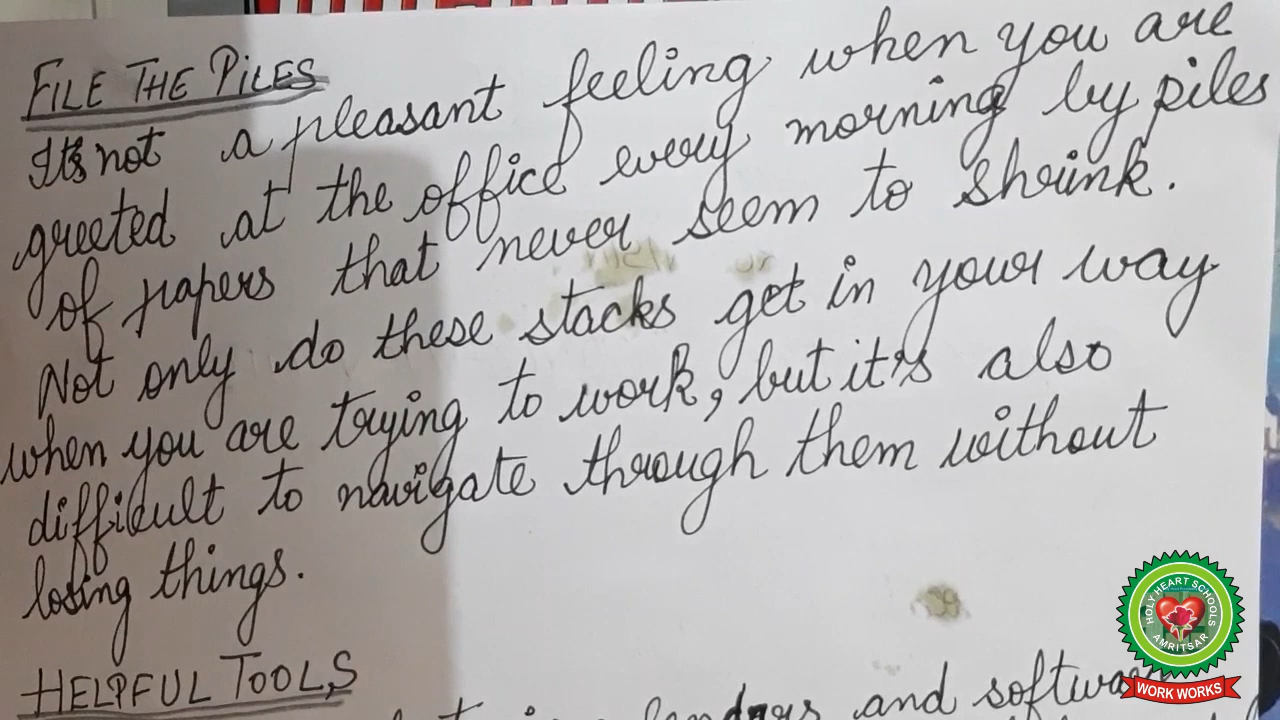 FILE THE PILES
It's not a pleasant feeling when you are
greeted at the office every morning by piles
of papers that never seem to shrink.
Not only do these stacks get in your way
when you are trying to work, but it's also
difficult to navigate through them without
losing things.
HELPFUL TOOLS
and software
HOLY HEART SCHOOLS
AMRITSAR
WORK WORKS